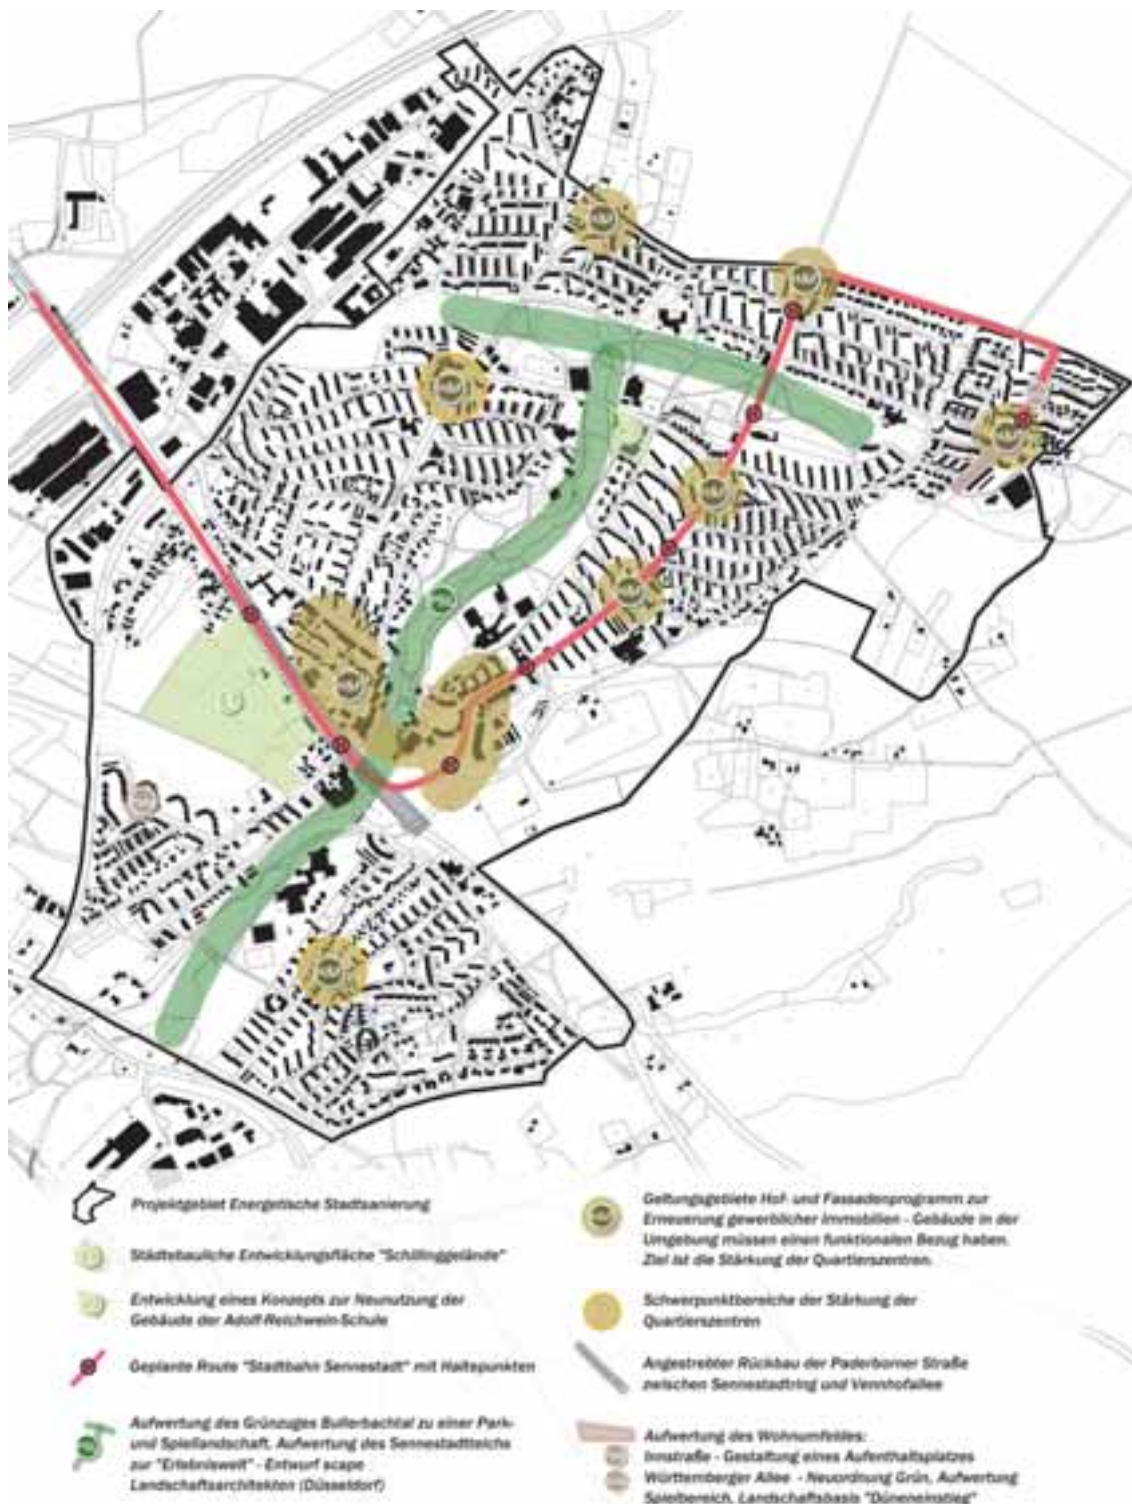 Projektgebiet Energetische Stadtsanierung
Städtebauliche Entwicklungsfläche "Schillinggelände"
Entwicklung eines Konzepts zur Neunutzung der
Gebäude der Adolf-Reichwein-Schule
Geplante Route "Stadtbahn Sennestadt" mit Haltepunkten
Aufwertung des Grünzuges Bullerbachtal zu einer Park-
und Spiellandschaft. Aufwertung des Sennestadtteichs
zur "Erlebniswelt" - Entwurf scape
Landschaftsarchitekten (Düsseldorf)
Geltungsgebiete Hof- und Fassadenprogramm zur
Erneuerung gewerblicher Immobilien - Gebäude in der
Umgebung müssen einen funktionalen Bezug haben.
Ziel ist die Stärkung der Quartierszentren.
Schwerpunktbereiche der Stärkung der
Quartierszentren
Angestrebter Rückbau der Paderborner Straße
zwischen Sennestadtring und Vennhofallee
Aufwertung des Wohnumfeldes:
Innstraße - Gestaltung eines Aufenthaltsplatzes
Württemberger Allee - Neuordnung Grün, Aufwertung
Spielbereich, Landschaftsbasis "Düneneinstieg"